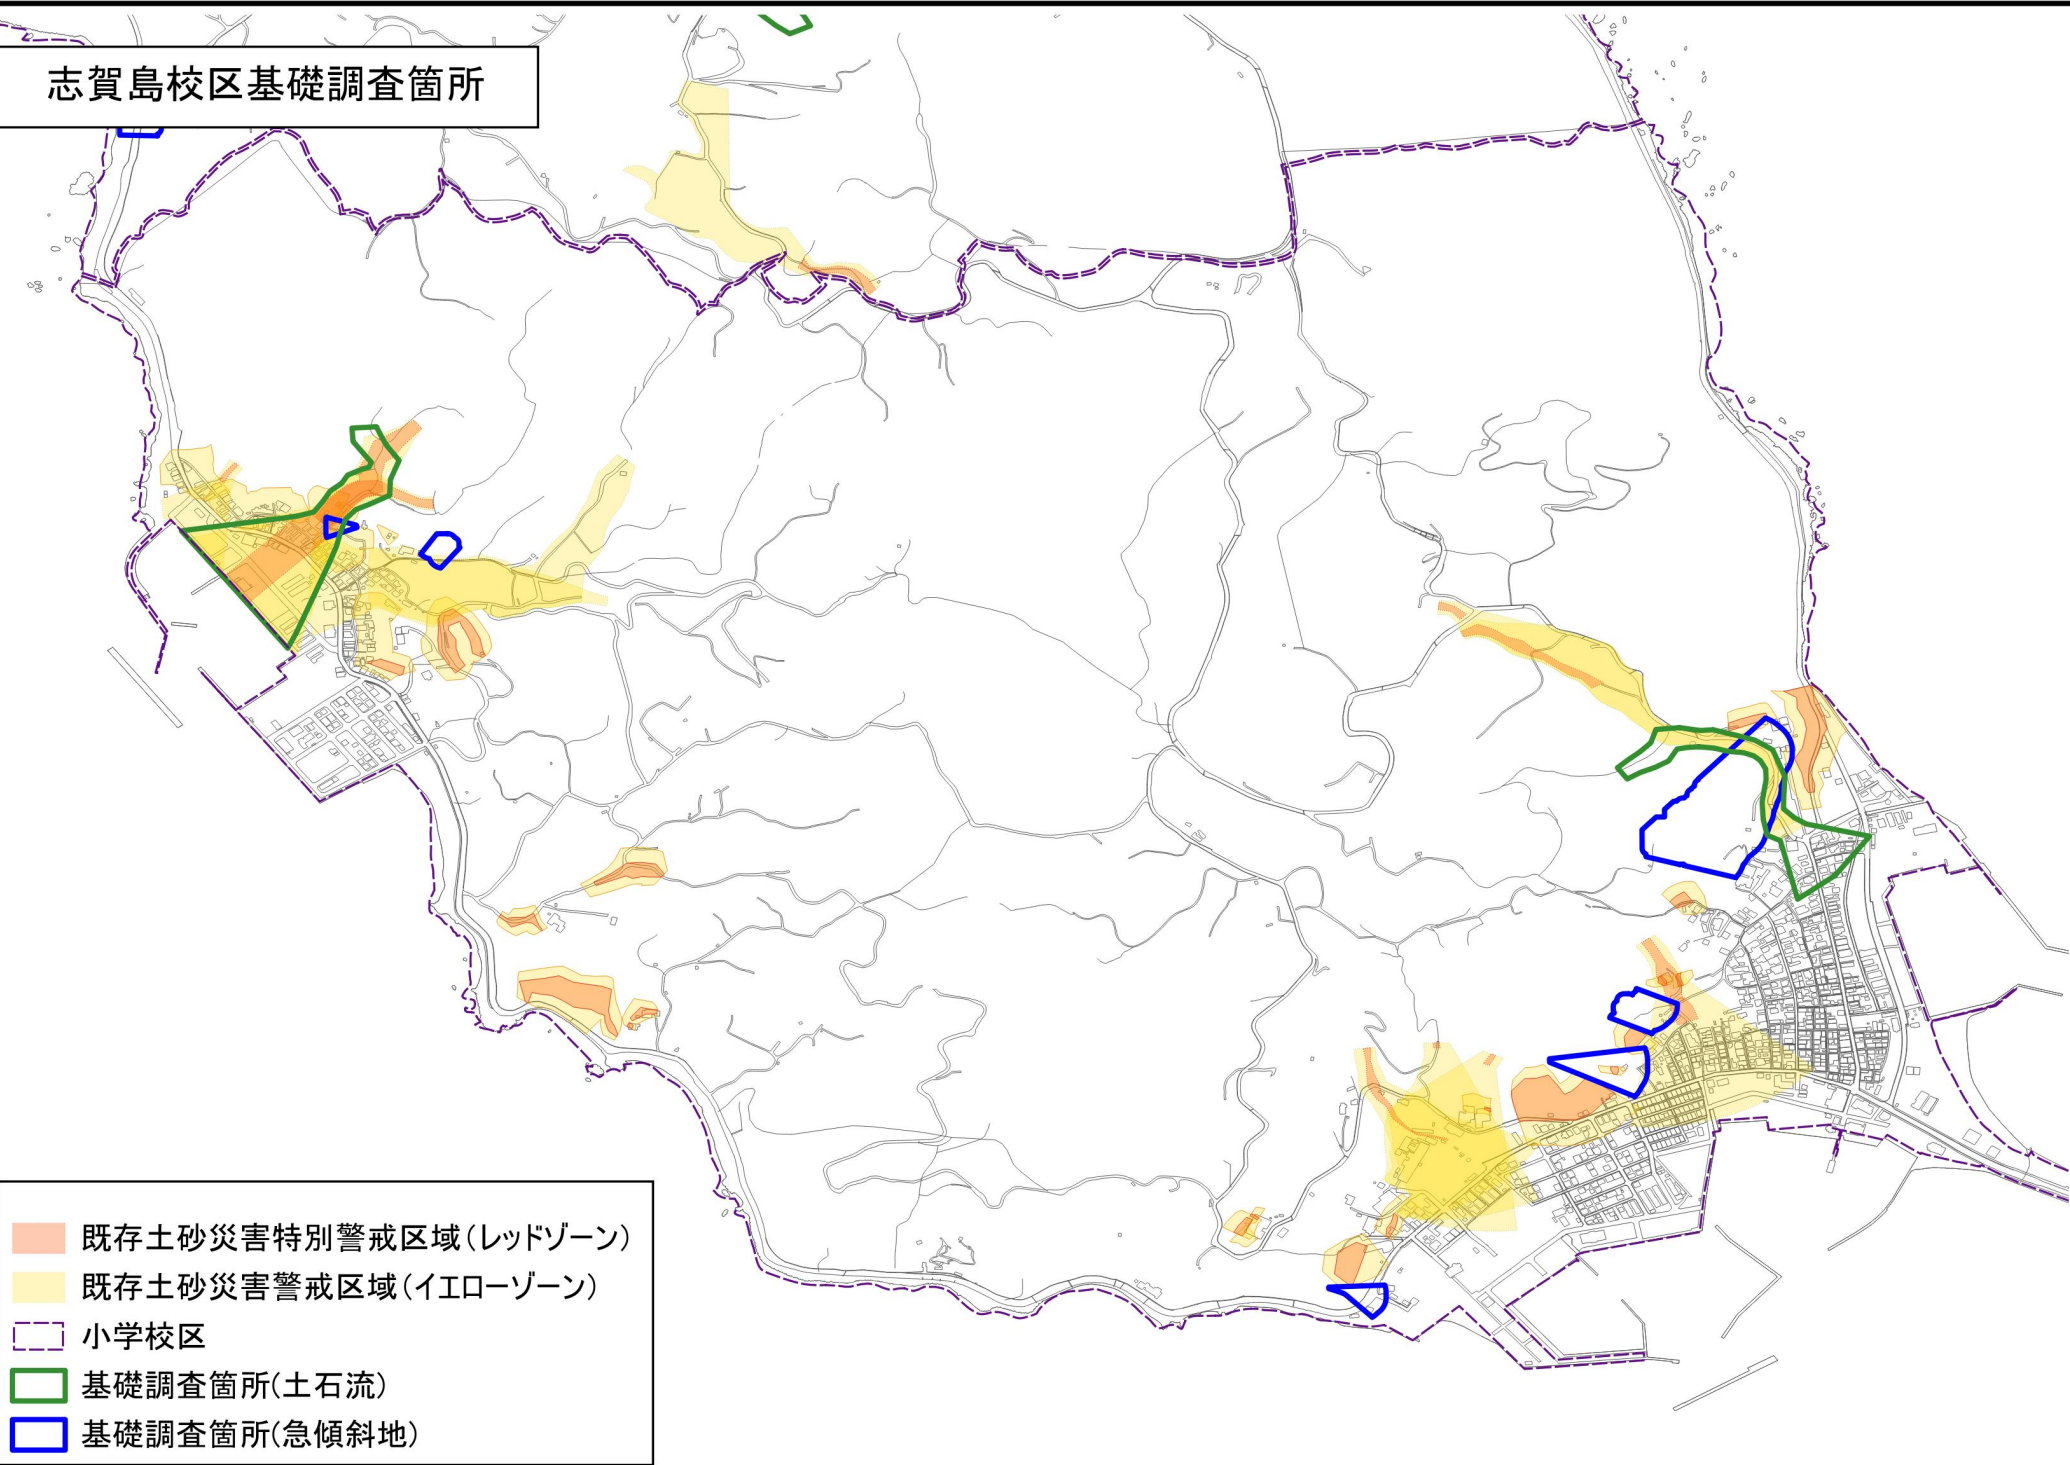 志賀島校区基礎調査箇所
既存土砂災害特別警戒区域(レッドゾーン)
既存土砂災害警戒区域(イエローゾーン)
小学校区
基礎調査箇所(土石流)
基礎調査箇所(急傾斜地)